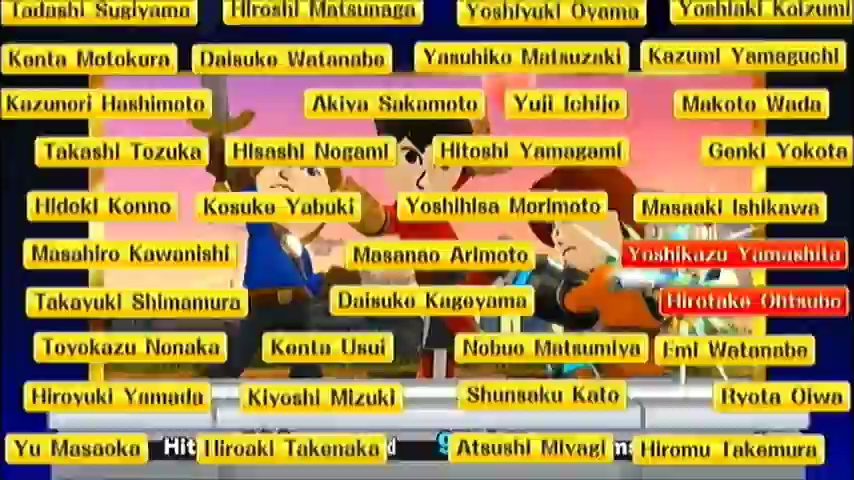 Tadashi Sugiyama Hiroshi Matsunaga Yoshiyuki Oyama Yoshiaki Koizumi
Kenta Motokura Daisuke Watanabe Yasuhiko Matsuzaki Kazumi Yamaguchi
Kazunori Hashimoto Akiya Sakamoto Yuji Ichijo Makoto Wada
Takashi Tozuka Hisashi Nogami Hitoshi Yamagami Genki Yokota
Hideki Konno Kosuke Yabuki Yoshihisa Morimoto Masaaki Ishikawa
Masahiro Kawanishi Masanao Arimoto Yoshikazu Yamashita
Takayuki Shimamura Daisuke Kageyama Hirotake Ohtsubo
Toyokazu Nonaka Kenta Usui Nobuo Matsumiya Emi Watanabe
Hiroyuki Yamada Kiyoshi Mizuki Shunsaku Kato Ryota Oiwa
Yu Masaoka Hit Hiroaki Takenaka Atsushi Miyagi Hiromu Takemura